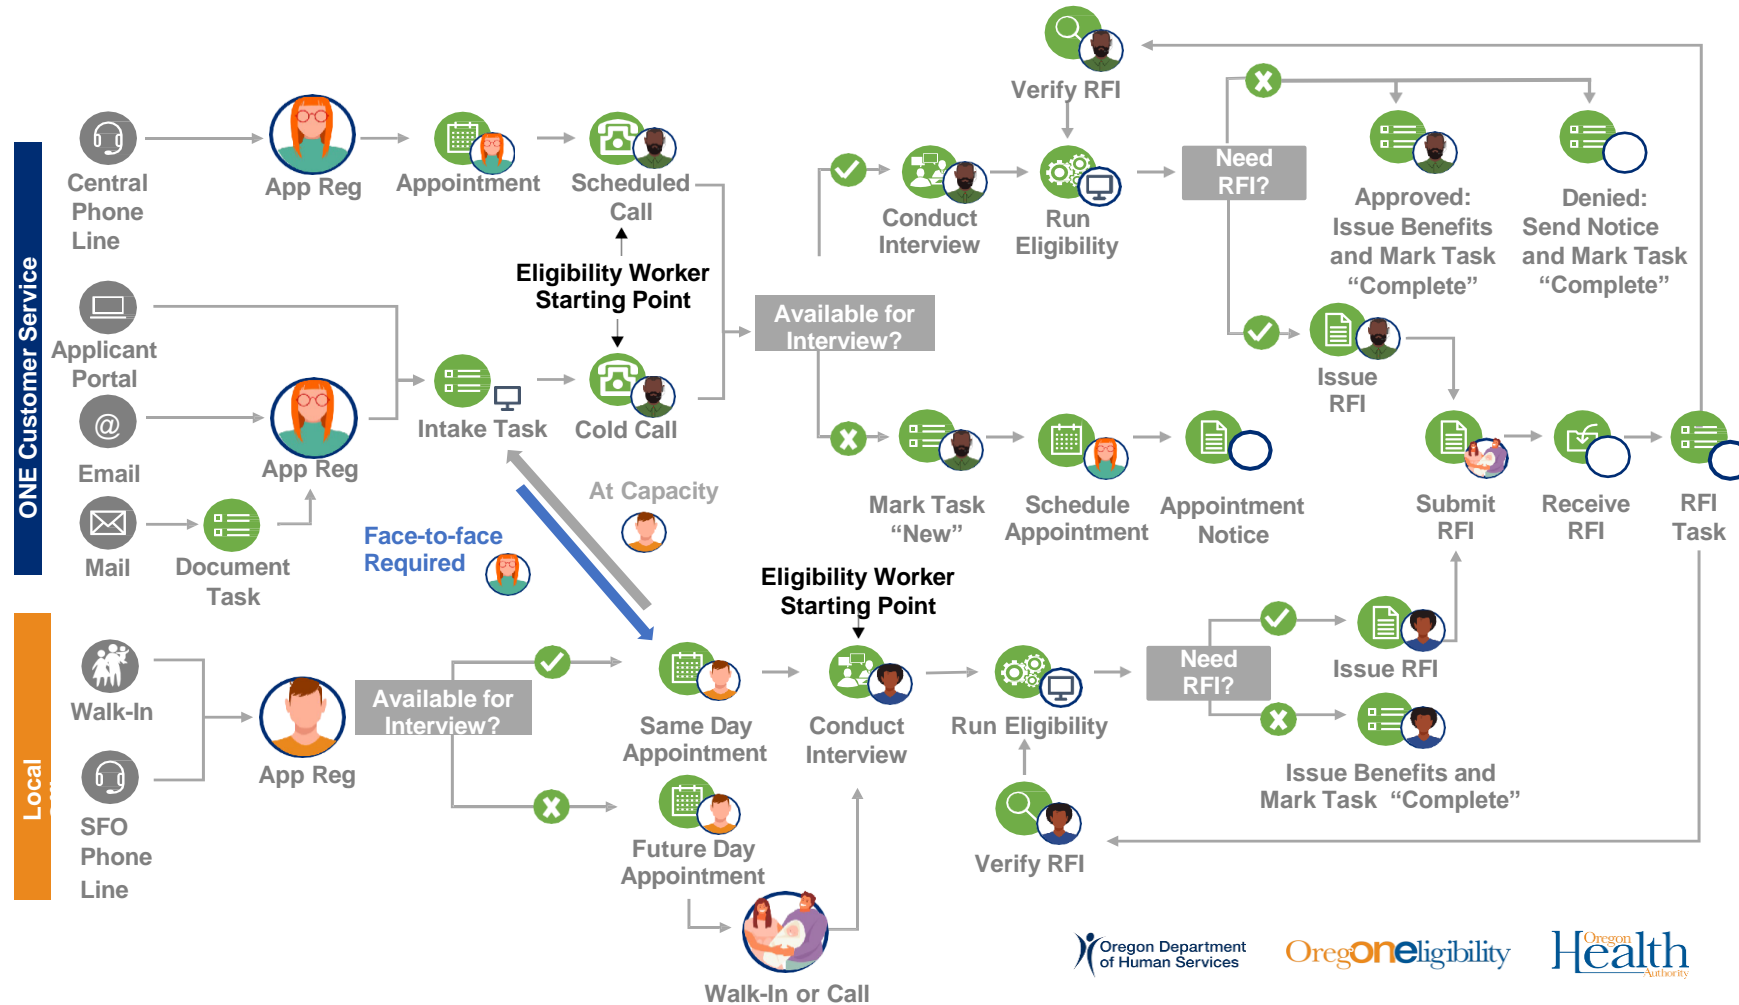 Verify RFI
Central
Phone
Line
App Reg
Appointment
Scheduled
Call
Conduct
Interview
Run
Eligibility
Need
RFI?
Approved:
Issue Benefits
and Mark Task
“Complete”
Denied:
Send Notice
and Mark Task
“Complete”
ONE Customer Service
Eligibility Worker
Starting Point
Available for
Interview?
Applicant
Portal
Issue
RFI
@
Email
App Reg
Intake Task
Cold Call
Mail
Document
Task
At Capacity
Face-to-face
Required
Mark Task
“New”
Schedule
Appointment
Appointment
Notice
Submit
RFI
Receive
RFI
RFI
Task
Eligibility Worker
Starting Point
Local
Walk-In
SFO
Phone
Line
App Reg
Available for
Interview?
Same Day
Appointment
Conduct
Interview
Run Eligibility
Need
RFI?
Issue RFI
Issue Benefits and
Mark Task “Complete”
Future Day
Appointment
Verify RFI
Walk-In or Call
Oregon Department
of Human Services
OregONEligibility
Oregon
Health
Authority